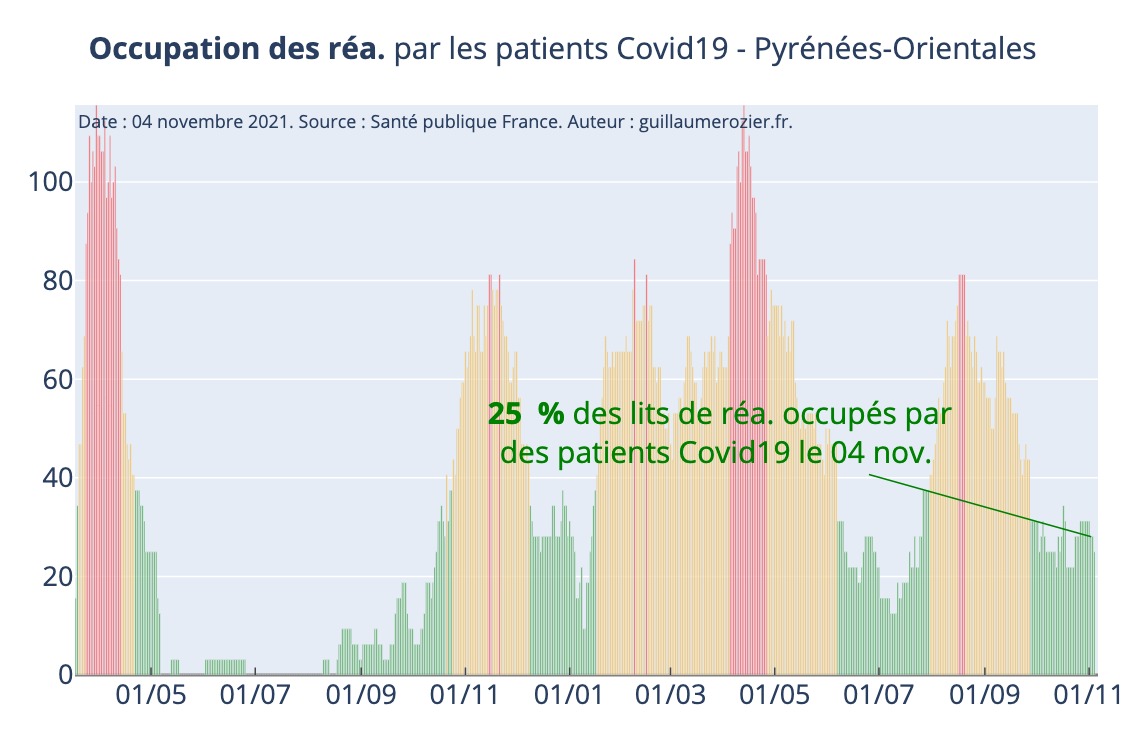 Occupation des réa. par les patients Covid19 - Pyrénées-Orientales
Date : 04 novembre 2021. Source : Santé publique France. Auteur : guillaumerozier.fr.
100
80
60
25 % des lits de réa. occupés par
des patients Covid19 le 04 nov.
40
20
0
01/05 01/07 01/09 01/11 01/01 01/03 01/05 01/07 01/09 01/11